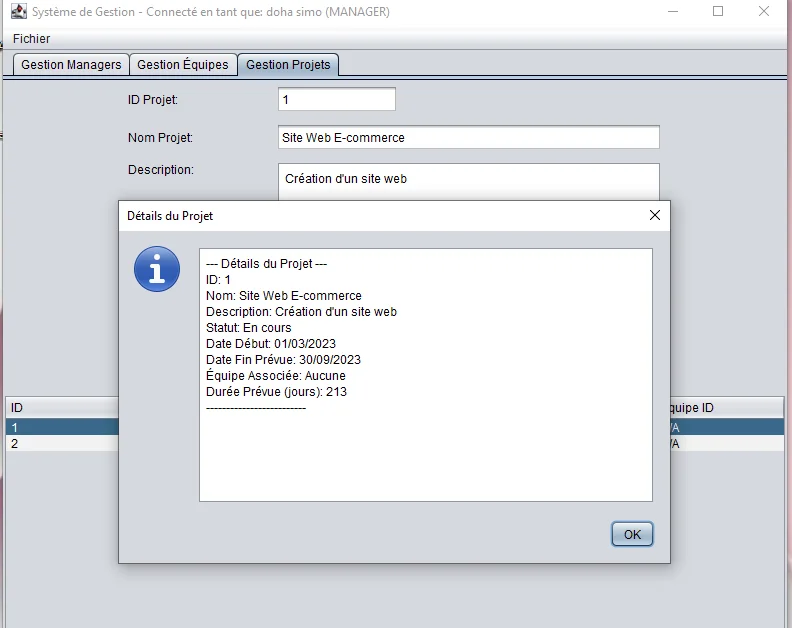 Système de Gestion - Connecté en tant que: doha simo (MANAGER)
Fichier
Gestion Managers Gestion Équipes Gestion Projets
ID Projet: 1
Nom Projet: Site Web E-commerce
Description: Création d'un site web
Détails du Projet
--- Détails du Projet ---
ID: 1
Nom: Site Web E-commerce
Description: Création d'un site web
Statut: En cours
Date Début: 01/03/2023
Date Fin Prévue: 30/09/2023
Équipe Associée: Aucune
Durée Prévue (jours): 213
-------------------------
OK
ID quipe ID
1 /A
2 /A